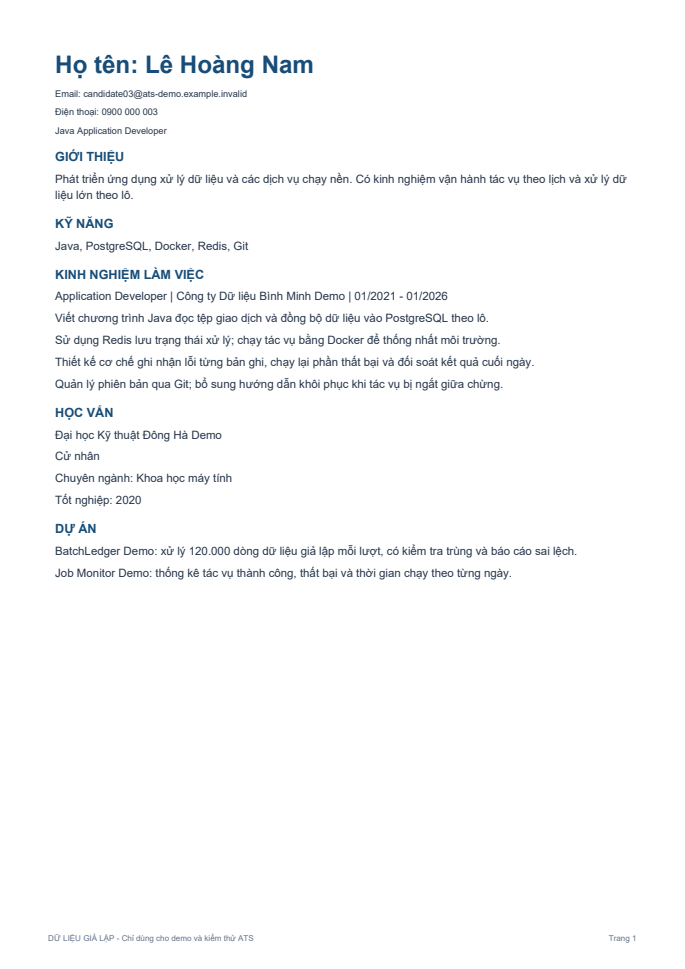 Họ tên: Lê Hoàng Nam
Email: candidate03@ats-demo.example.invalid
Điện thoại: 0900 000 003
Java Application Developer
GIỚI THIỆU
Phát triển ứng dụng xử lý dữ liệu và các dịch vụ chạy nền. Có kinh nghiệm vận hành tác vụ theo lịch và xử lý dữ
liệu lớn theo lô.
KỸ NĂNG
Java, PostgreSQL, Docker, Redis, Git
KINH NGHIỆM LÀM VIỆC
Application Developer | Công ty Dữ liệu Bình Minh Demo | 01/2021 - 01/2026
Viết chương trình Java đọc tệp giao dịch và đồng bộ dữ liệu vào PostgreSQL theo lô.
Sử dụng Redis lưu trạng thái xử lý; chạy tác vụ bằng Docker để thống nhất môi trường.
Thiết kế cơ chế ghi nhận lỗi từng bản ghi, chạy lại phần thất bại và đối soát kết quả cuối ngày.
Quản lý phiên bản qua Git; bổ sung hướng dẫn khôi phục khi tác vụ bị ngắt giữa chừng.
HỌC VẤN
Đại học Kỹ thuật Đông Hà Demo
Cử nhân
Chuyên ngành: Khoa học máy tính
Tốt nghiệp: 2020
DỰ ÁN
BatchLedger Demo: xử lý 120.000 dòng dữ liệu giả lập mỗi lượt, có kiểm tra trùng và báo cáo sai lệch.
Job Monitor Demo: thống kê tác vụ thành công, thất bại và thời gian chạy theo từng ngày.
DỮ LIỆU GIẢ LẬP - Chỉ dùng cho demo và kiểm thử ATS
Trang 1